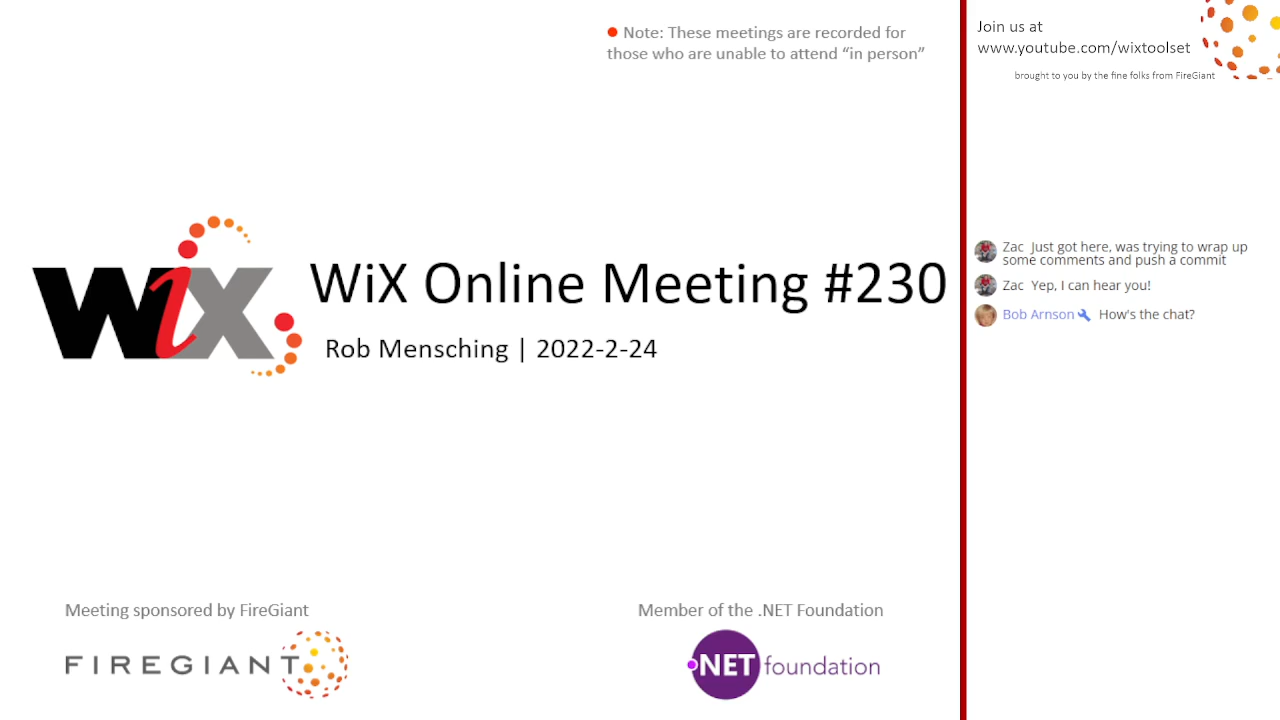 Note: These meetings are recorded for
those who are unable to attend “in person”
WiX
WiX Online Meeting #230
Rob Mensching | 2022-2-24
Meeting sponsored by FireGiant
FIREGIANT
Member of the .NET Foundation
.NET foundation
Join us at
www.youtube.com/wixtoolset
brought to you by the fine folks from FireGiant
Zac Just got here, was trying to wrap up
some comments and push a commit
Zac Yep, I can hear you!
Bob Arnson How's the chat?